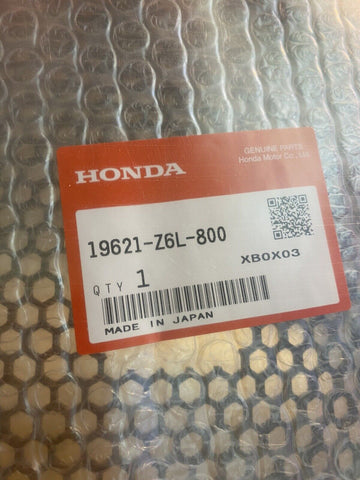 HONDA
GENUINE PARTS
Honda Motor Co., Ltd.
19621-Z6L-800
XB0X03
QTY 1
MADE IN JAPAN